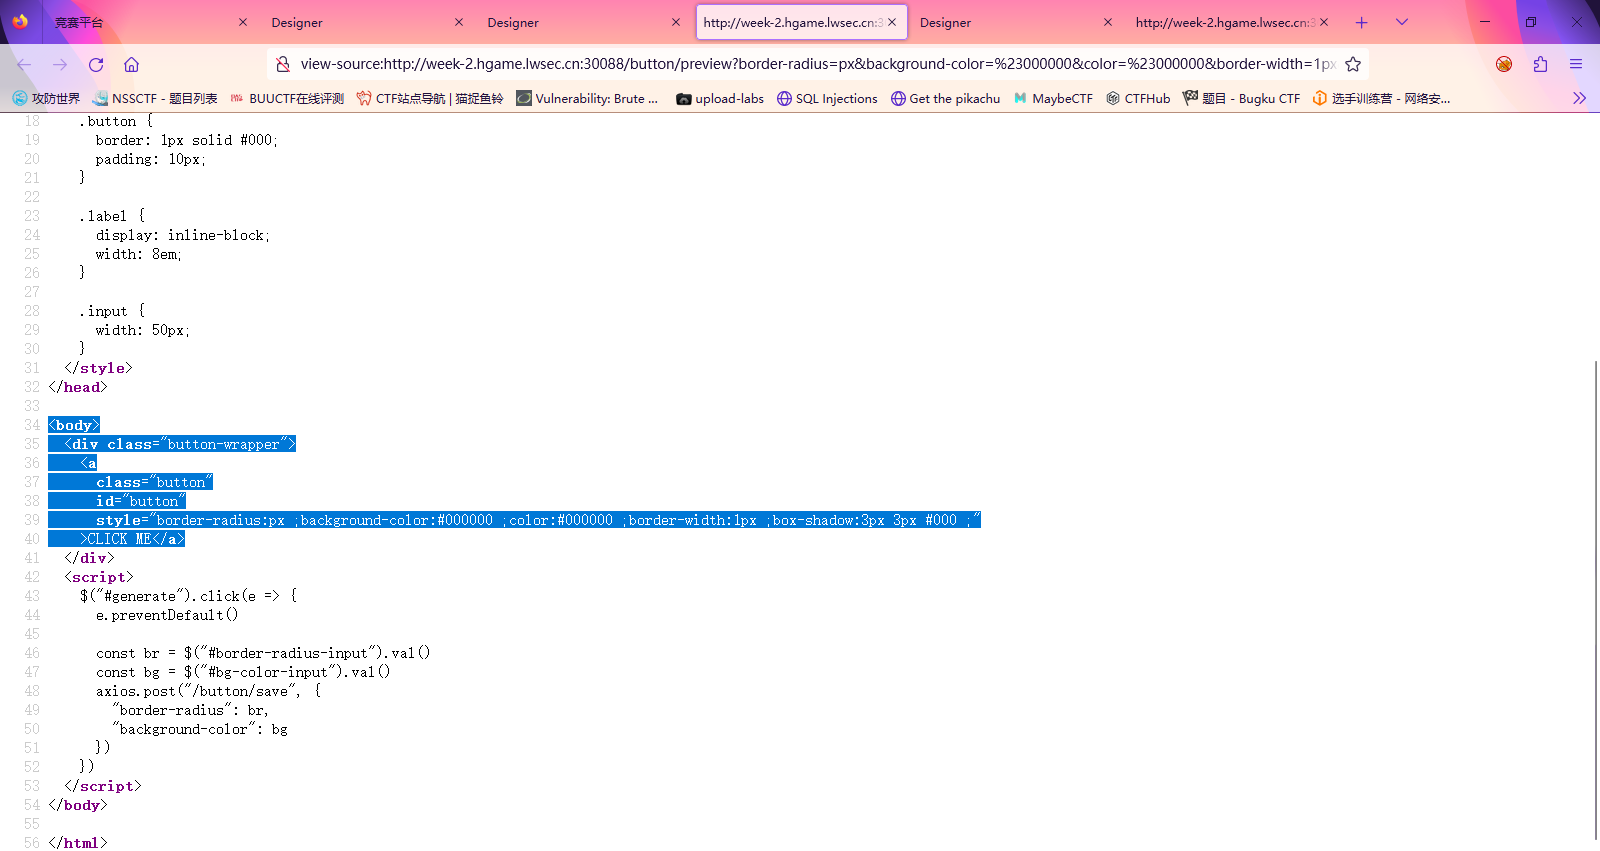 竞赛平台
Designer
Designer
http://week-2.hgame.lwsec.cn:3
Designer
http://week-2.hgame.lwsec.cn:3
view-source:http://week-2.hgame.lwsec.cn:30088/button/preview?border-radius=px&background-color=%23000000&color=%23000000&border-width=1px
攻防世界 NSSCTF - 题目列表 BUUCTF在线评测 CTF站点导航 | 猫捉鱼铃 Vulnerability: Brute ... upload-labs SQL Injections Get the pikachu MaybeCTF CTFHub 题目 - Bugku CTF 选手训练营 - 网络安...
18 .button {
19 border: 1px solid #000;
20 padding: 10px;
21 }
22
23 .label {
24 display: inline-block;
25 width: 8em;
26 }
27
28 .input {
29 width: 50px;
30 }
31 </style>
32 </head>
33
34 <body>
35 <div class="button-wrapper">
36 <a
37 class="button"
38 id="button"
39 style="border-radius:px ;background-color:#000000 ;color:#000000 ;border-width:1px ;box-shadow:3px 3px #000 ;"
40 >CLICK ME</a>
41 </div>
42 <script>
43 $("#generate").click(e => {
44 e.preventDefault()
45
46 const br = $("#border-radius-input").val()
47 const bg = $("#bg-color-input").val()
48 axios.post("/button/save", {
49 "border-radius": br,
50 "background-color": bg
51 })
52 })
53 </script>
54 </body>
55
56 </html>